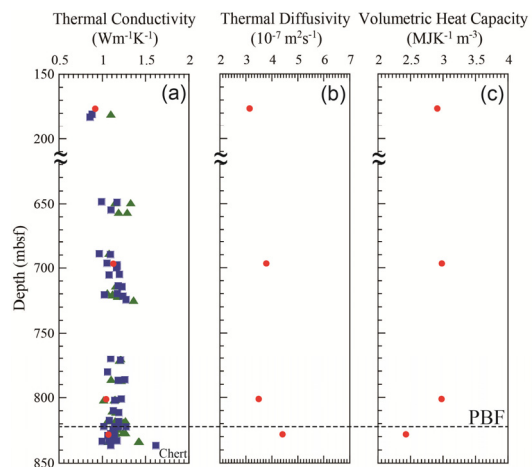 Thermal Conductivity
(Wm⁻¹K⁻¹)
Thermal Diffusivity
(10⁻⁷ m²s⁻¹)
Volumetric Heat Capacity
(MJK⁻¹ m⁻³)
0.5 1 1.5 2
2 3 4 5 6 7
2 2.5 3 3.5 4
150
(a)
(b)
(c)
200
650
700
Depth (mbsf)
750
800
PBF
Chert
850